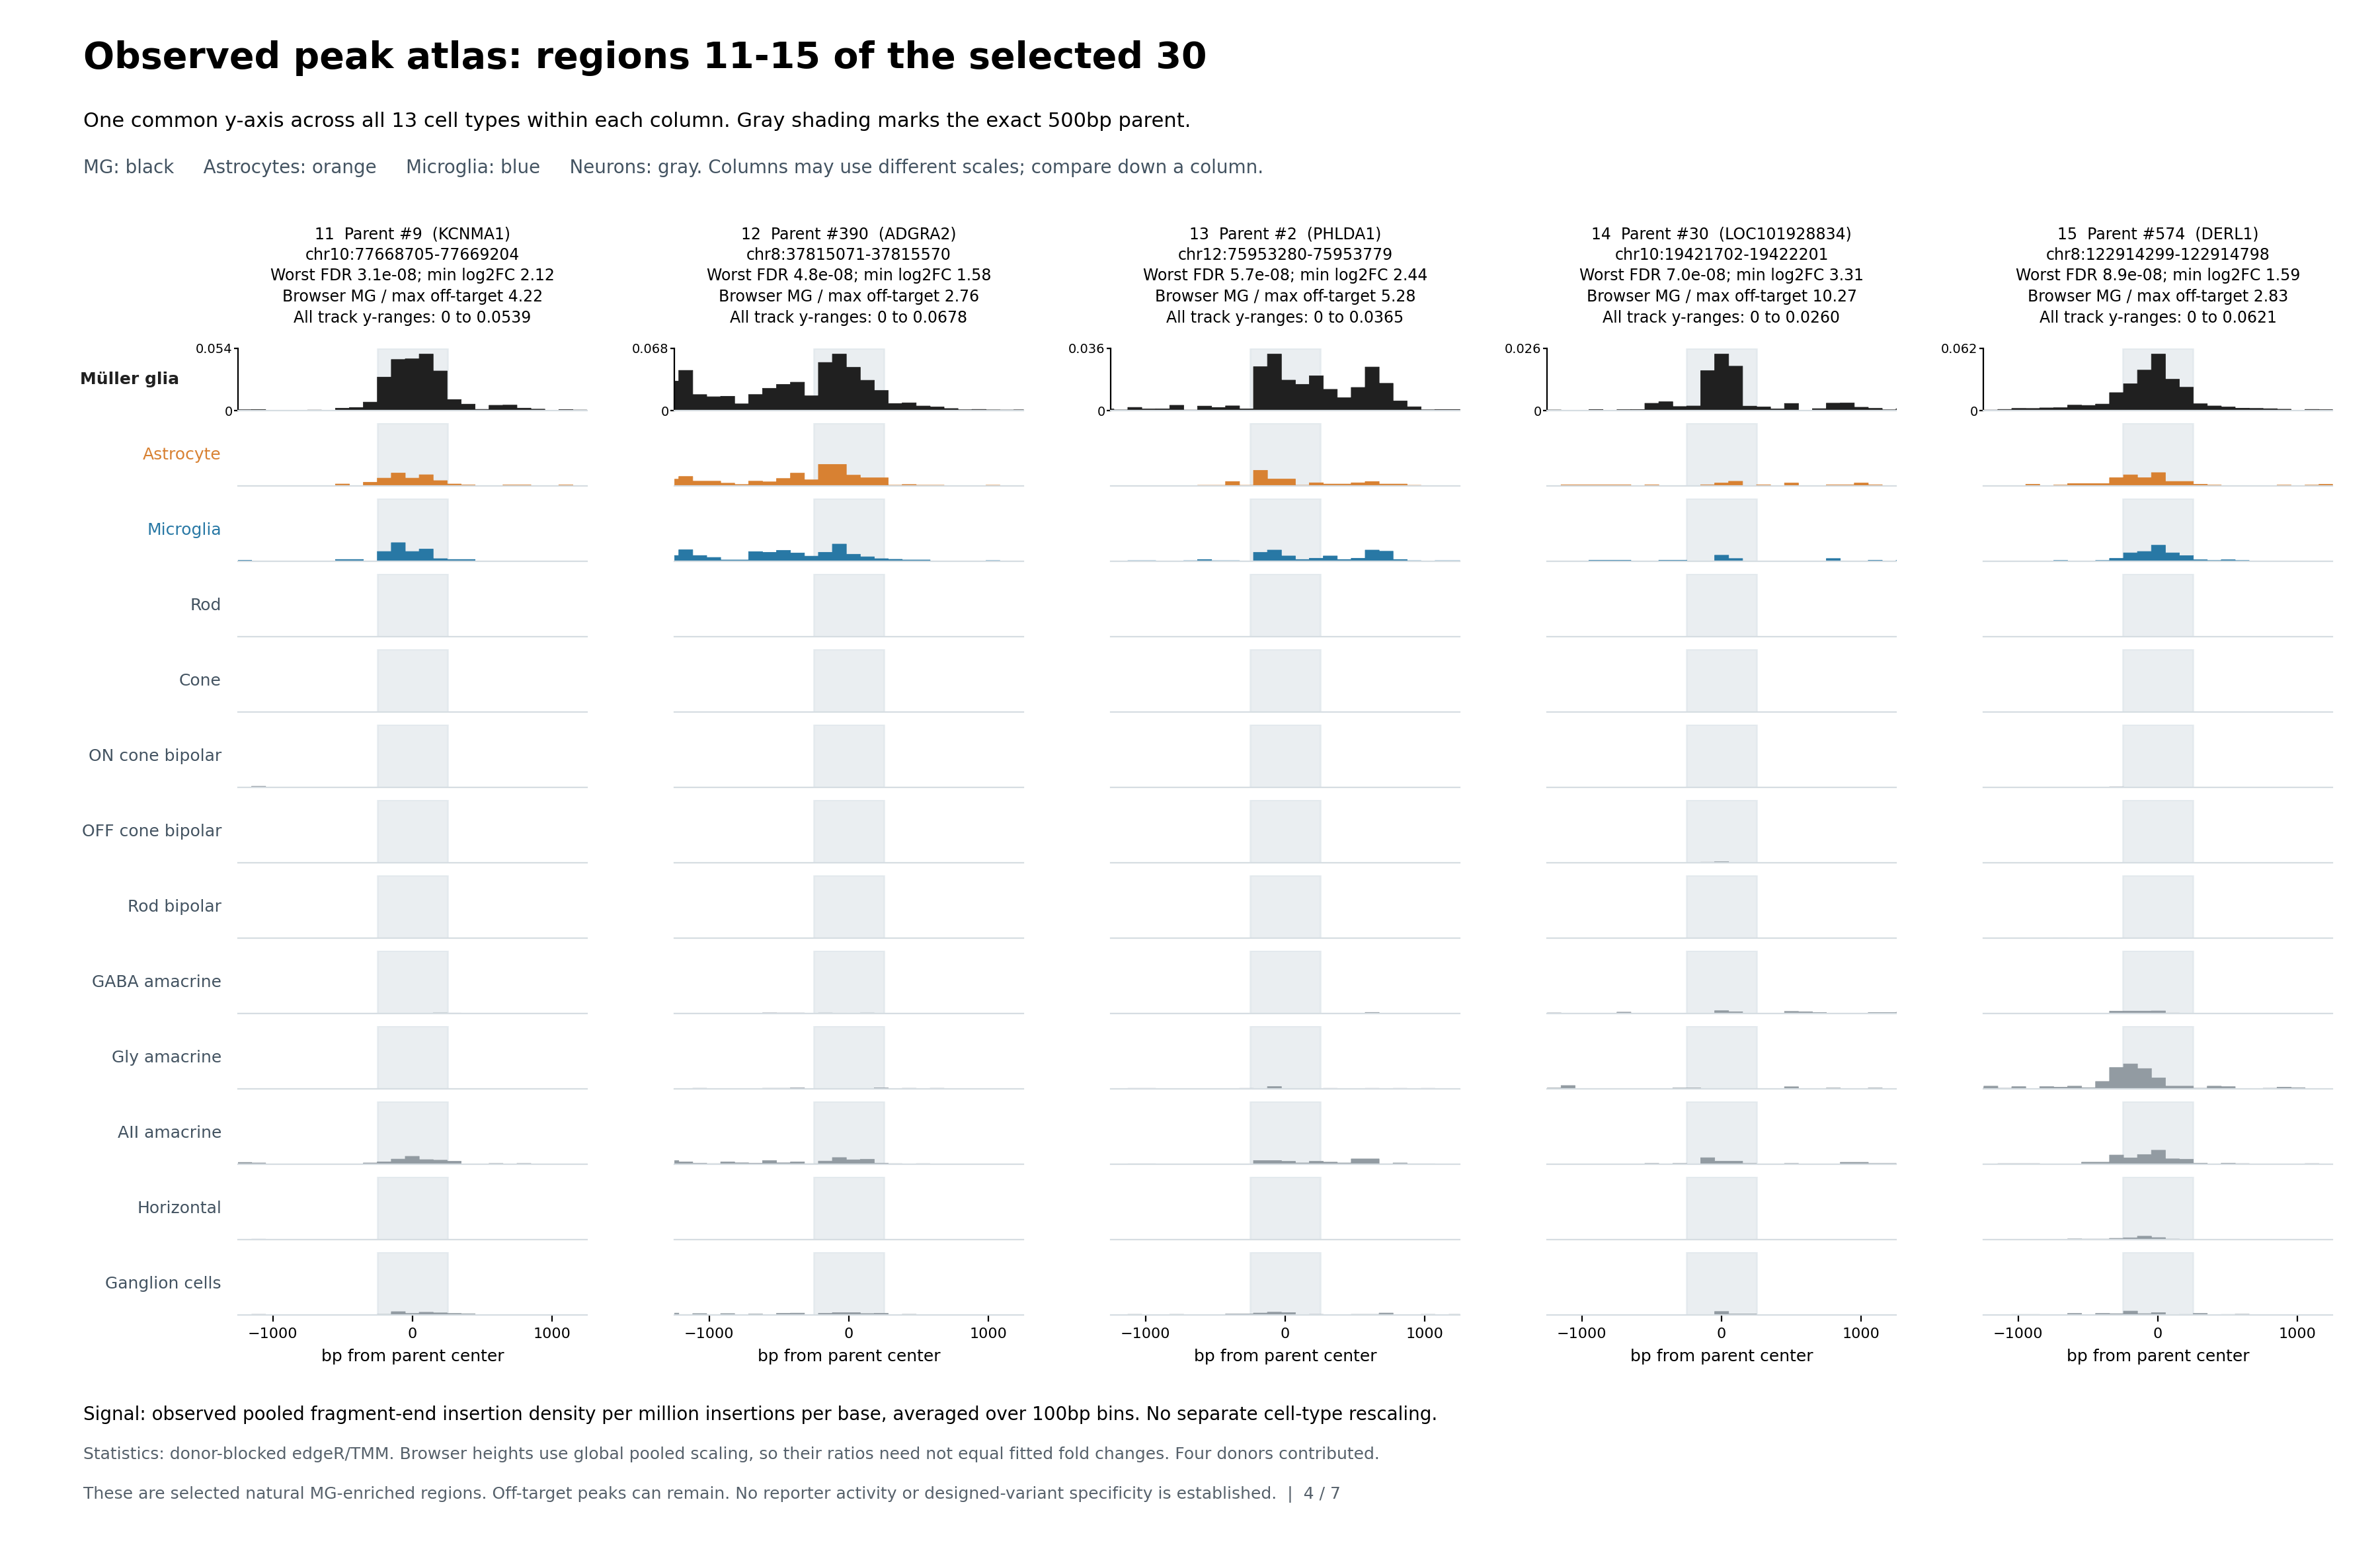 Observed peak atlas: regions 11-15 of the selected 30
One common y-axis across all 13 cell types within each column. Gray shading marks the exact 500bp parent.
MG: black Astrocytes: orange Microglia: blue Neurons: gray. Columns may use different scales; compare down a column.
11 Parent #9 (KCNMA1)
chr10:77668705-77669204
Worst FDR 3.1e-08; min log2FC 2.12
Browser MG / max off-target 4.22
All track y-ranges: 0 to 0.0539
12 Parent #390 (ADGRA2)
chr8:37815071-37815570
Worst FDR 4.8e-08; min log2FC 1.58
Browser MG / max off-target 2.76
All track y-ranges: 0 to 0.0678
13 Parent #2 (PHLDA1)
chr12:75953280-75953779
Worst FDR 5.7e-08; min log2FC 2.44
Browser MG / max off-target 5.28
All track y-ranges: 0 to 0.0365
14 Parent #30 (LOC101928834)
chr10:19421702-19422201
Worst FDR 7.0e-08; min log2FC 3.31
Browser MG / max off-target 10.27
All track y-ranges: 0 to 0.0260
15 Parent #574 (DERL1)
chr8:122914299-122914798
Worst FDR 8.9e-08; min log2FC 1.59
Browser MG / max off-target 2.83
All track y-ranges: 0 to 0.0621
0.054 0.068 0.036 0.026 0.062
Müller glia
0 0 0 0 0
Astrocyte
Microglia
Rod
Cone
ON cone bipolar
OFF cone bipolar
Rod bipolar
GABA amacrine
Gly amacrine
AII amacrine
Horizontal
Ganglion cells
−1000 0 1000 −1000 0 1000 −1000 0 1000 −1000 0 1000 −1000 0 1000
bp from parent center bp from parent center bp from parent center bp from parent center bp from parent center
Signal: observed pooled fragment-end insertion density per million insertions per base, averaged over 100bp bins. No separate cell-type rescaling.
Statistics: donor-blocked edgeR/TMM. Browser heights use global pooled scaling, so their ratios need not equal fitted fold changes. Four donors contributed.
These are selected natural MG-enriched regions. Off-target peaks can remain. No reporter activity or designed-variant specificity is established. | 4 / 7